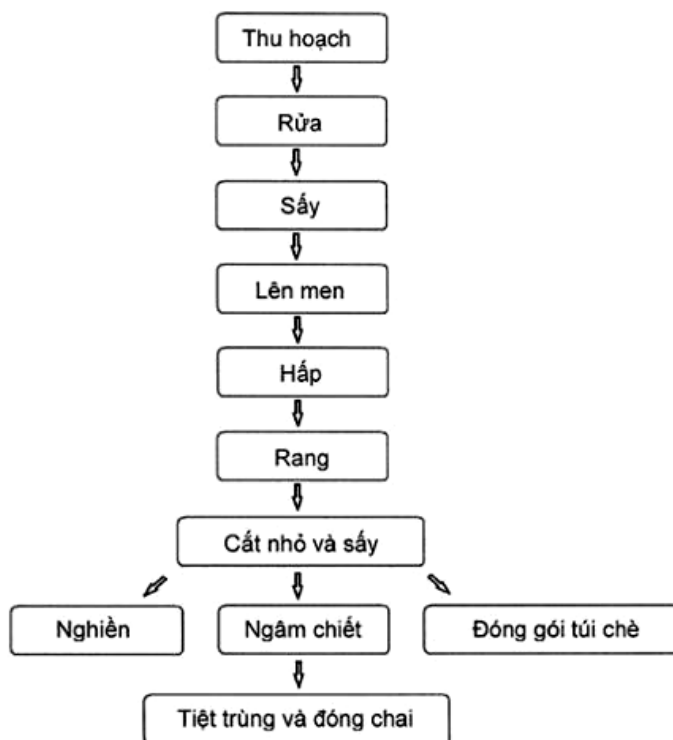 Thu hoạch
Rửa
Sấy
Lên men
Hấp
Rang
Cắt nhỏ và sấy
Nghiền
Ngâm chiết
Đóng gói túi chè
Tiệt trùng và đóng chai